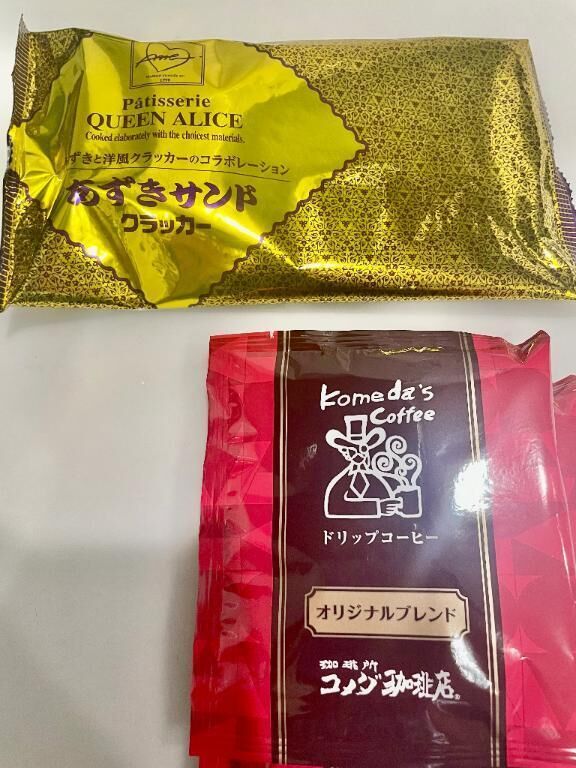 Pâtisserie
QUEEN ALICE
Cooked elaborately with the choicest materials.
ずきと洋風クラッカーのコラボレーション
あずきサンド
クラッカー
Komeda's
Coffee
ドリップコーヒー
オリジナルブレンド
珈琲所
コメダ珈琲店®